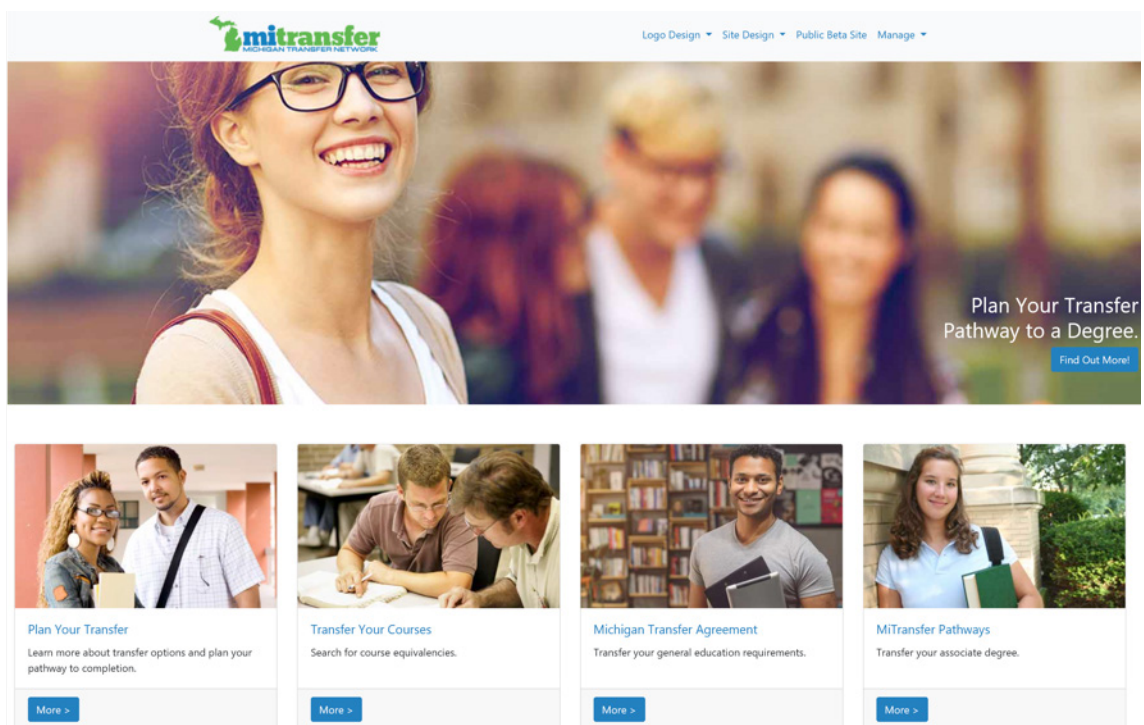 mitransfer
MICHIGAN TRANSFER NETWORK
Logo Design Site Design Public Beta Site Manage
Plan Your Transfer
Pathway to a Degree.
Find Out More!
Plan Your Transfer
Learn more about transfer options and plan your
pathway to completion.
More >
Transfer Your Courses
Search for course equivalencies.
More >
Michigan Transfer Agreement
Transfer your general education requirements.
More >
MiTransfer Pathways
Transfer your associate degree.
More >